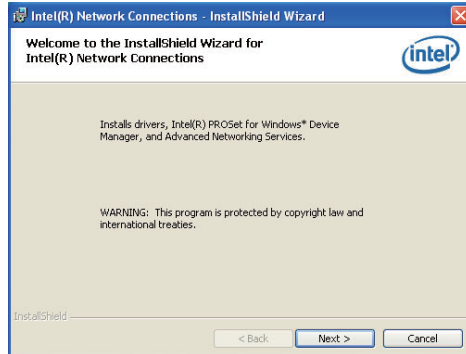 Intel(R) Network Connections - InstallShield Wizard
Welcome to the InstallShield Wizard for
Intel(R) Network Connections
intel
Installs drivers, Intel(R) PROSet for Windows* Device
Manager, and Advanced Networking Services.
WARNING: This program is protected by copyright law and
international treaties.
InstallShield
< Back
Next >
Cancel